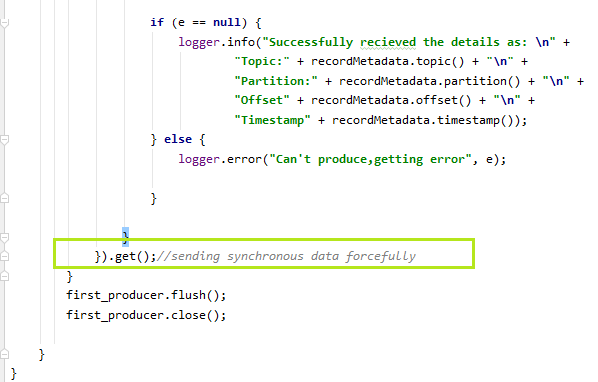 if (e == null) {
logger.info("Successfully recieved the details as: \n" +
"Topic:" + recordMetadata.topic() + "\n" +
"Partition:" + recordMetadata.partition() + "\n" +
"Offset" + recordMetadata.offset() + "\n" +
"Timestamp" + recordMetadata.timestamp());
} else {
logger.error("Can't produce,getting error", e);
}
}
}).get();//sending synchronous data forcefully
}
first_producer.flush();
first_producer.close();
}
}